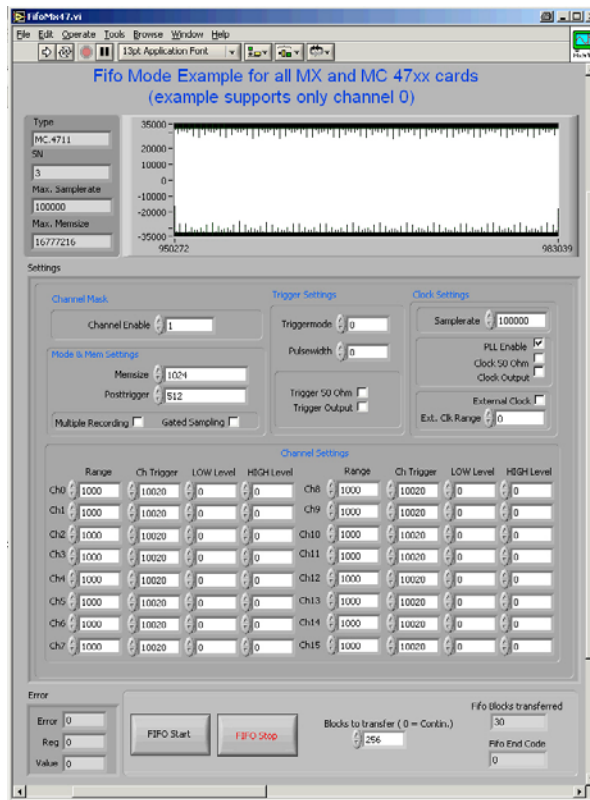 FifoMx47.vi
File Edit Operate Tools Browse Window Help
13pt Application Font
Fifo Mode Example for all MX and MC 47xx cards
(example supports only channel 0)
Type
MC.4711
SN
3
Max. Samplerate
100000
Max. Memsize
16777216
35000
20000
10000
0
-10000
-20000
-35000
950272 983039
Settings
Channel Mask
Channel Enable 1
Mode & Mem Settings
Memsize 1024
Posttrigger 512
Multiple Recording Gated Sampling
Trigger Settings
Triggermode 0
Pulsewidth 0
Trigger 50 Ohm
Trigger Output
Clock Settings
Samplerate 100000
PLL Enable
Clock 50 Ohm
Clock Output
External Clock
Ext. Clk Range 0
Channel Settings
Range Ch Trigger LOW Level HIGH Level Range Ch Trigger LOW Level HIGH Level
Ch0 1000 10020 0 0 Ch8 1000 10020 0 0
Ch1 1000 10020 0 0 Ch9 1000 10020 0 0
Ch2 1000 10020 0 0 Ch10 1000 10020 0 0
Ch3 1000 10020 0 0 Ch11 1000 10020 0 0
Ch4 1000 10020 0 0 Ch12 1000 10020 0 0
Ch5 1000 10020 0 0 Ch13 1000 10020 0 0
Ch6 1000 10020 0 0 Ch14 1000 10020 0 0
Ch7 1000 10020 0 0 Ch15 1000 10020 0 0
Error
Error 0
Reg 0
Value 0
FIFO Start
FIFO Stop
Blocks to transfer ( 0 = Contin.)
256
Fifo Blocks transferred
30
Fifo End Code
0